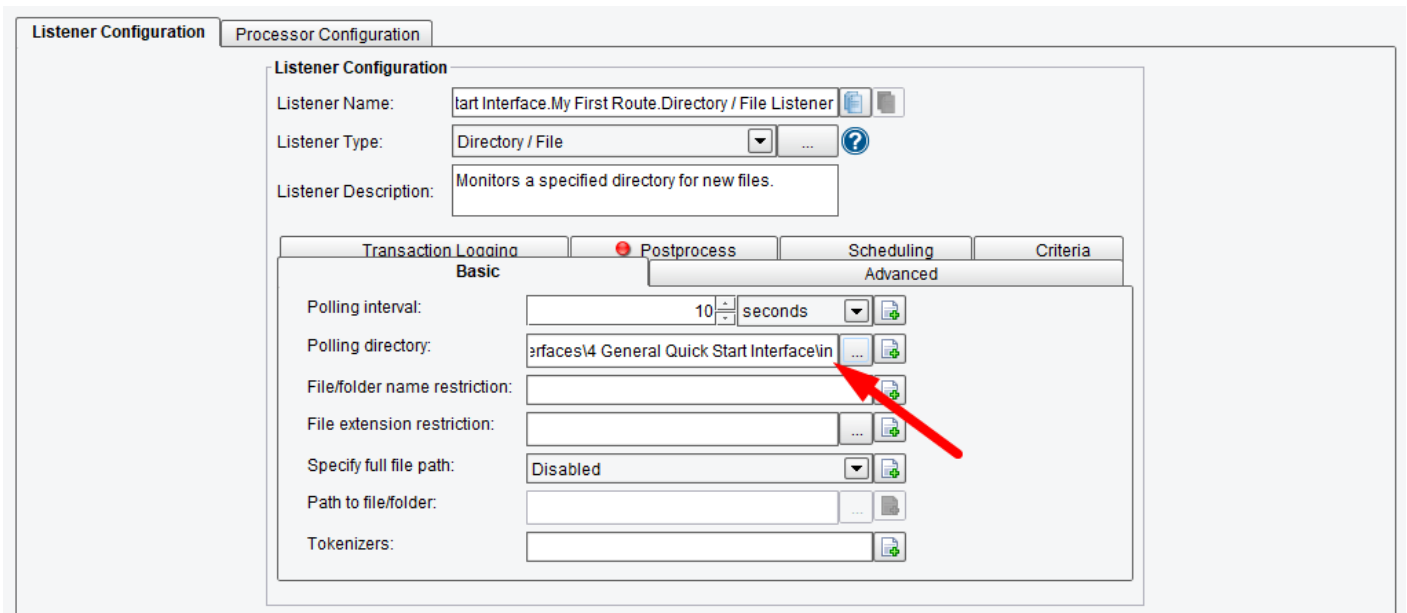 Listener Configuration Processor Configuration
Listener Configuration
Listener Name: tart Interface.My First Route.Directory / File Listener
Listener Type: Directory / File ... ?
Listener Description: Monitors a specified directory for new files.
Transaction Logging Postprocess Scheduling Criteria
Basic Advanced
Polling interval: 10 seconds
Polling directory: erfaces\4 General Quick Start Interface\in ...
File/folder name restriction:
File extension restriction: ...
Specify full file path: Disabled
Path to file/folder: ...
Tokenizers: